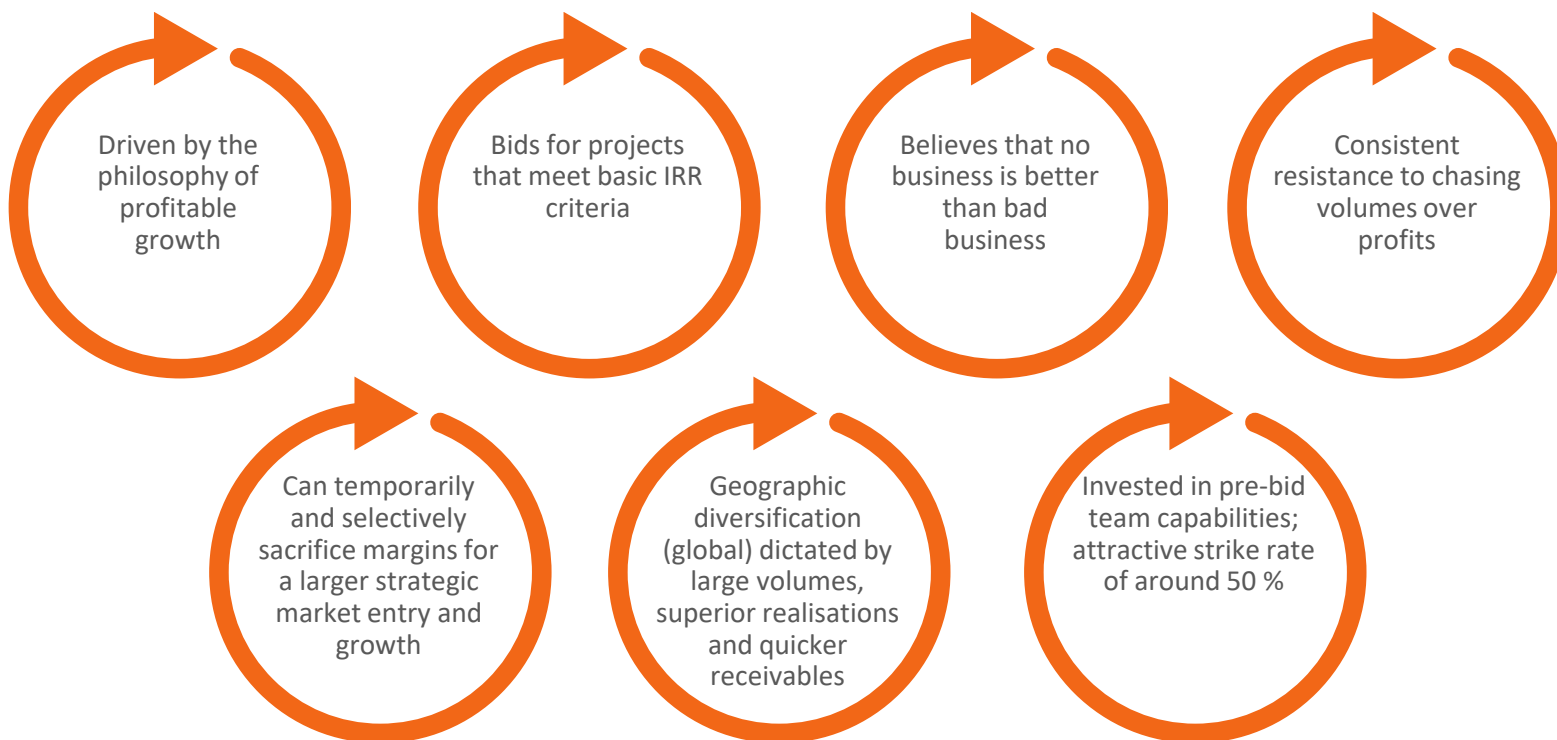 Driven by the
philosophy of
profitable
growth
Bids for projects
that meet basic IRR
criteria
Believes that no
business is better
than bad
business
Consistent
resistance to chasing
volumes over
profits
Can temporarily
and selectively
sacrifice margins for
a larger strategic
market entry and
growth
Geographic
diversification
(global) dictated by
large volumes,
superior realisations
and quicker
receivables
Invested in pre-bid
team capabilities;
attractive strike rate
of around 50 %